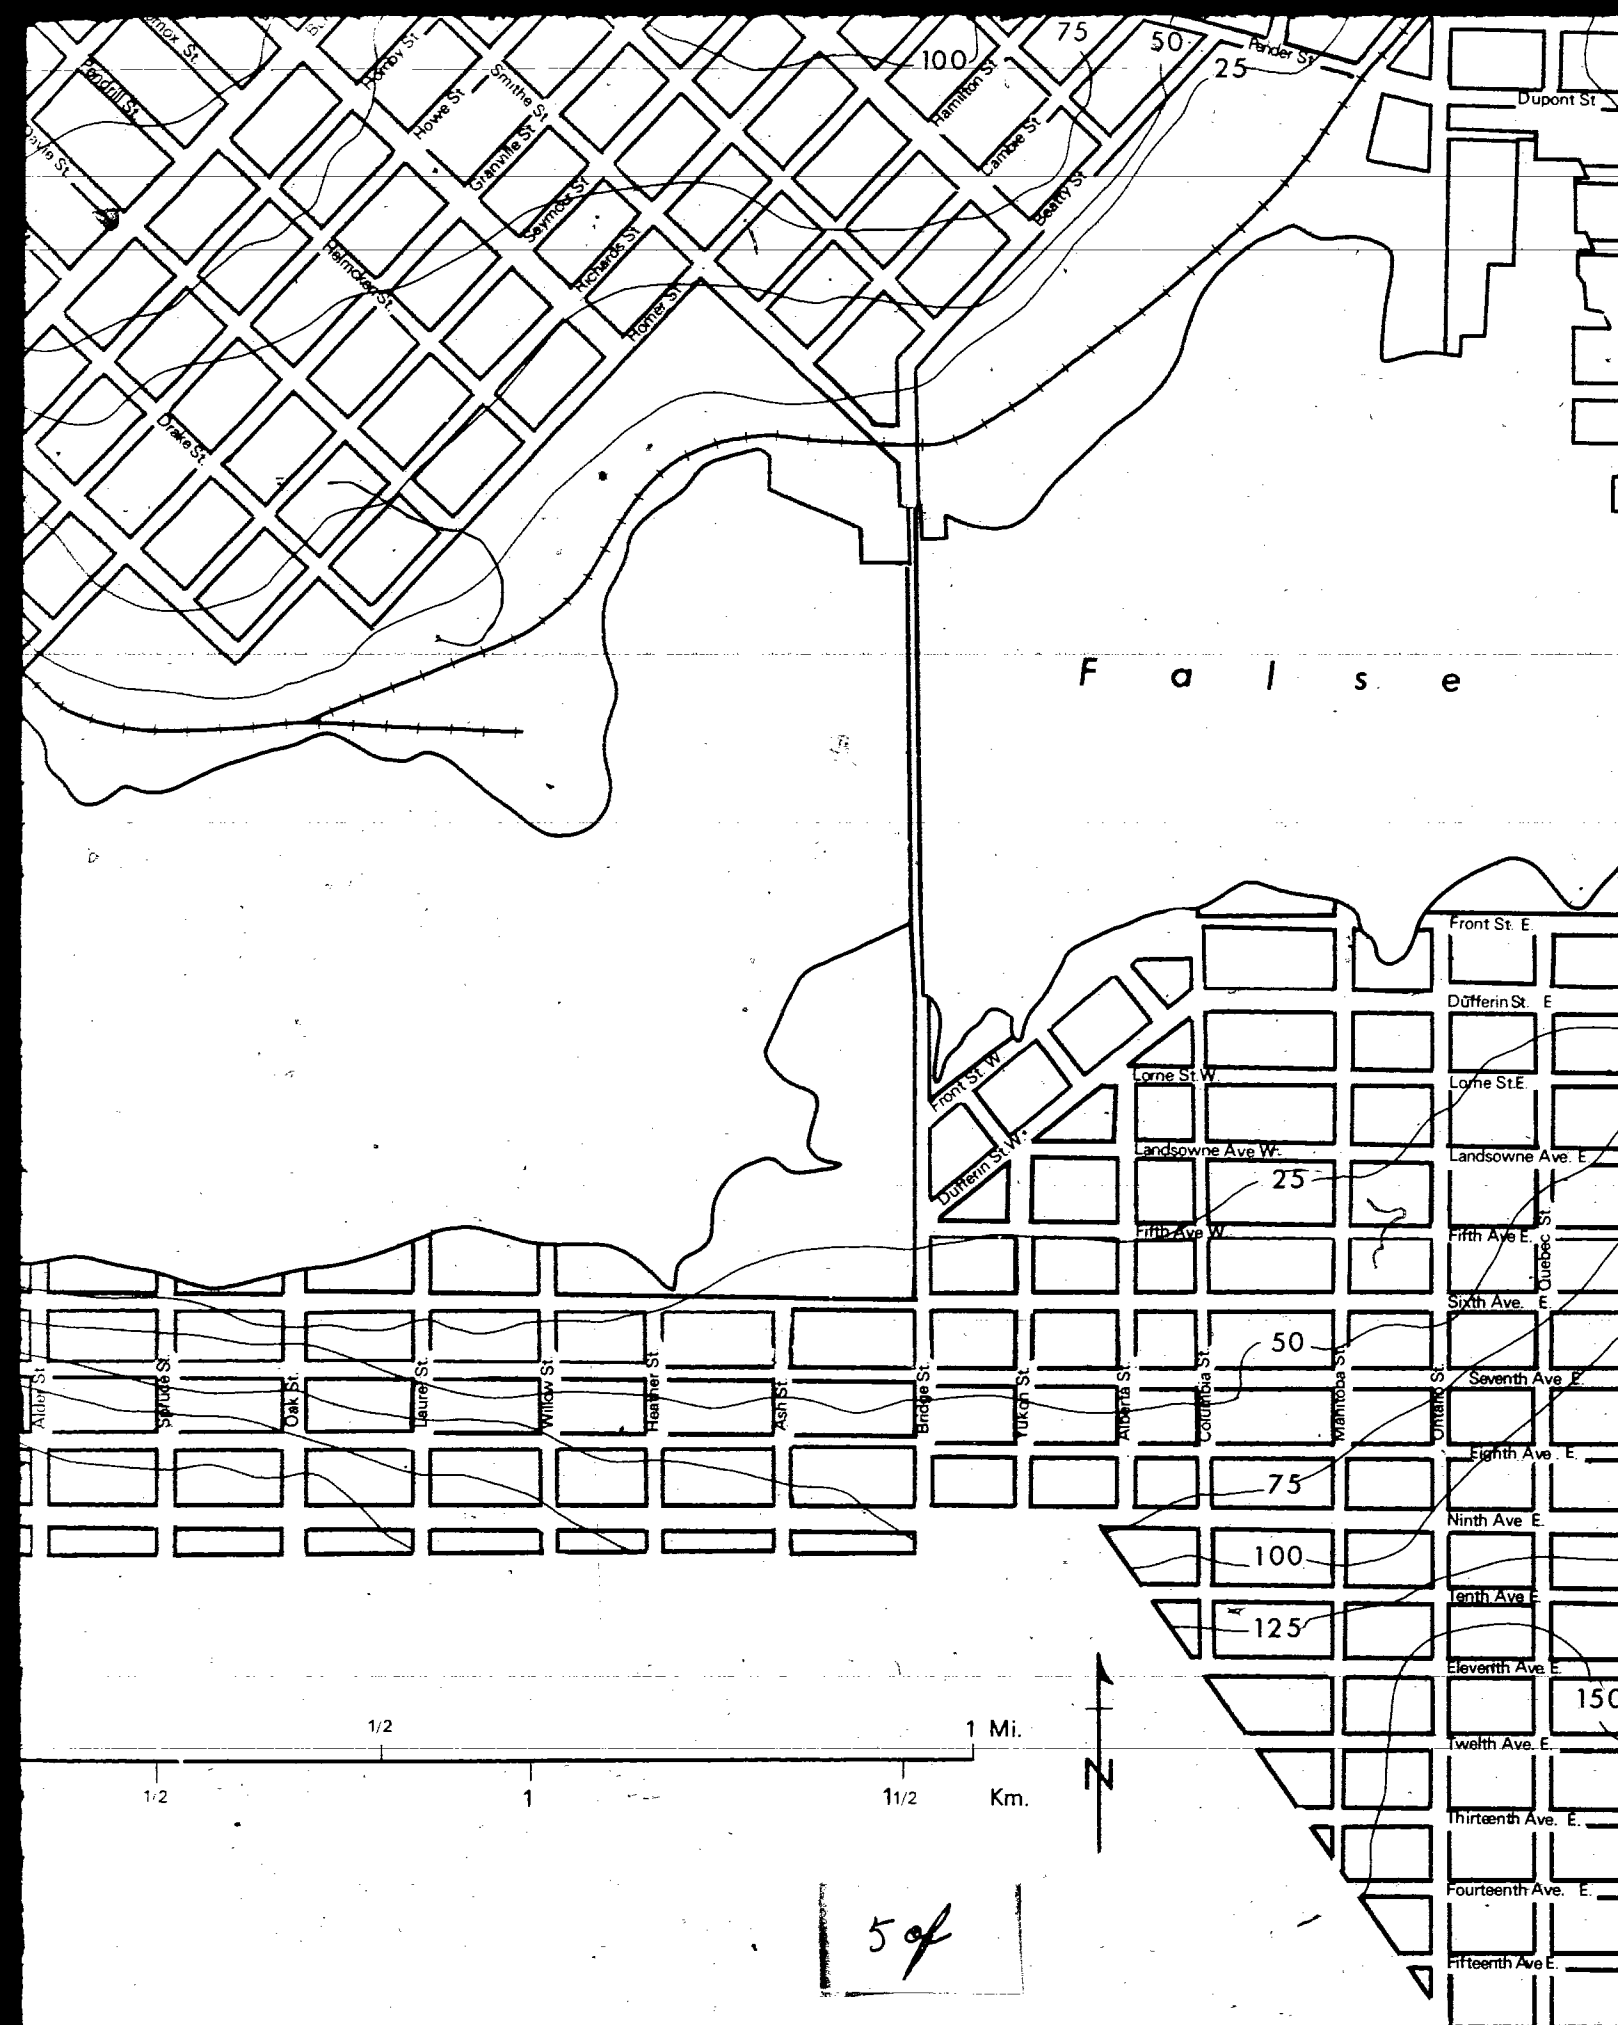 Pendrill St.
Davie St.
Hornby St
Howe St
Smithe St
Granville St
Seymour St
Richards St
Homer St
Helmcken St.
Drake St.
Hamilton St
Cambie St
Beatty St
Pender St
Dupont St
100
75
50
25
F a l s e
Front St. E.
Dufferin St. E
Lorne St.E.
Landsowne Ave. E
Fifth Ave E.
Quebec St.
Sixth Ave. E.
Seventh Ave E.
Eighth Ave. E.
Ninth Ave E.
Tenth Ave E
Eleventh Ave. E.
Twelth Ave. E.
Thirteenth Ave. E.
Fourteenth Ave. E.
Fifteenth Ave E.
Front St. W
Dufferin St. W.
Lorne St. W.
Landsowne Ave W.
Fifth Ave W.
25
50
75
100
125
150
Alder St
Sprude St.
Oak St.
Laurel St.
Willow St.
Heather St.
Ash St.
Bridge St.
Yukon St
Alberta St.
Columbia St.
Manitoba St.
Ontario St.
1/2
1 Mi.
1/2
1
11/2
Km.
N
5 of